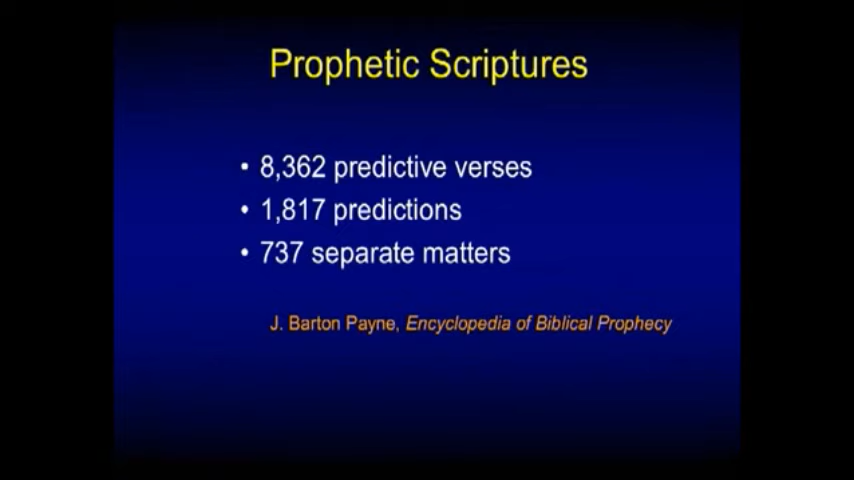 Prophetic Scriptures
• 8,362 predictive verses
• 1,817 predictions
• 737 separate matters
J. Barton Payne, Encyclopedia of Biblical Prophecy